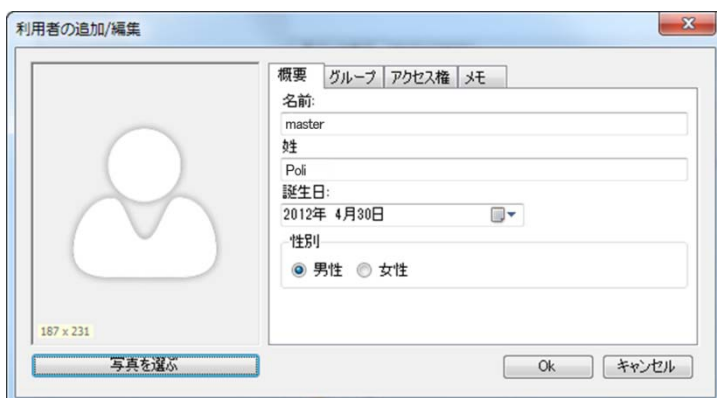 利用者の追加/編集
概要 グループ アクセス権 メモ
名前:
master
姓
Poli
誕生日:
2012年 4月30日
性別
男性 女性
187 x 231
写真を選ぶ
Ok キャンセル